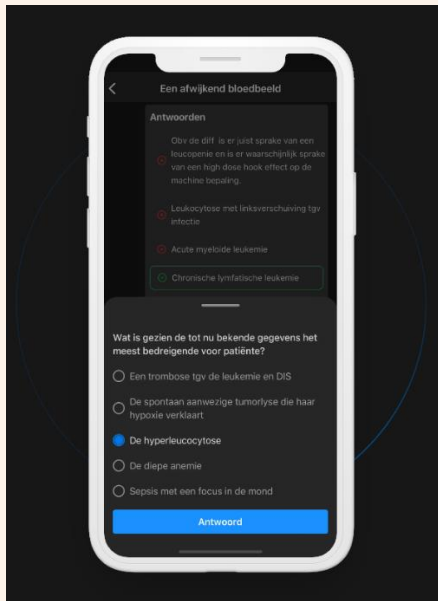 Een afwijkend bloedbeeld
Antwoorden
Obv de diff is er juist sprake van een
leucopenie en is er waarschijnlijk sprake
van een high dose hook effect op de
machine bepaling.
Leukocytose met linksverschuiving tgv
infectie
Acute myeloïde leukemie
Chronische lymfatische leukemie
Wat is gezien de tot nu bekende gegevens het
meest bedreigende voor patiënte?
Een trombose tgv de leukemie en DIS
De spontaan aanwezige tumorlyse die haar
hypoxie verklaart
De hyperleucocytose
De diepe anemie
Sepsis met een focus in de mond
Antwoord